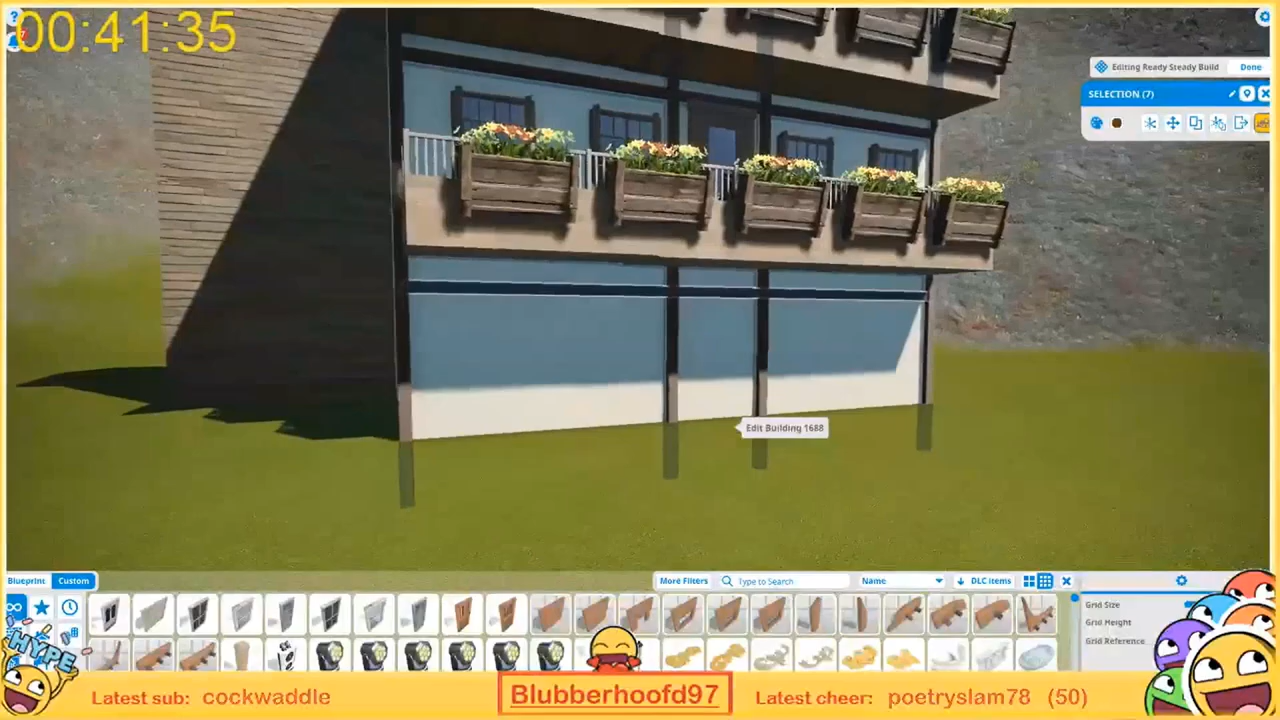 00:41:35
Editing Ready Steady Build
Done
SELECTION (7)
Edit Building 1688
Blueprint
Custom
More Filters
Type to Search
Name
DLC items
Grid Size
Grid Height
Grid Reference
HYPE
Latest sub: cockwaddle
Blubberhoofd97
Latest cheer: poetryslam78 (50)